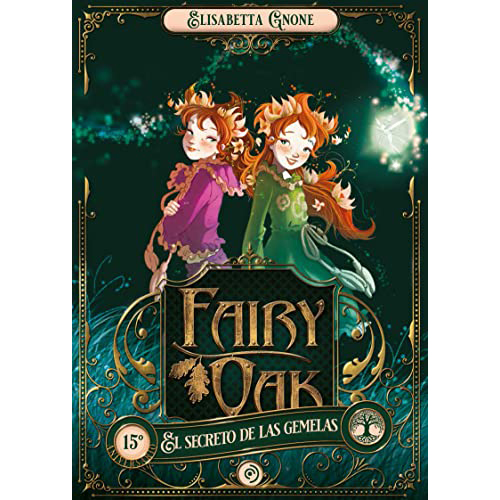 ELISABETTA GNONE
FAIRY
OAK
15º
EL SECRETO DE LAS GEMELAS